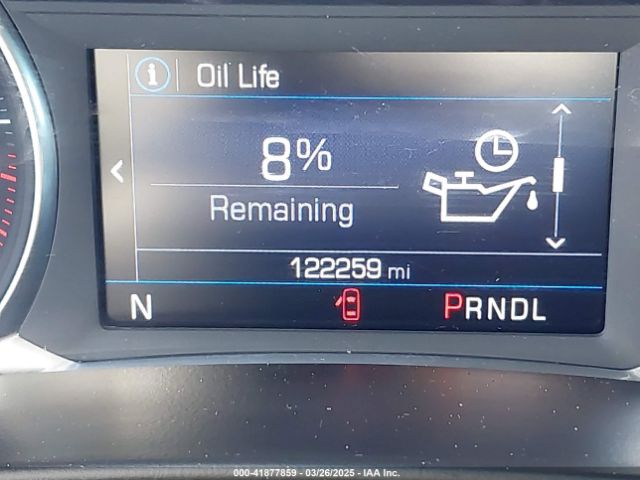 i Oil Life
8%
Remaining
122259 mi
N PRNDL
000-41877859 - 03/26/2025 - IAA Inc.